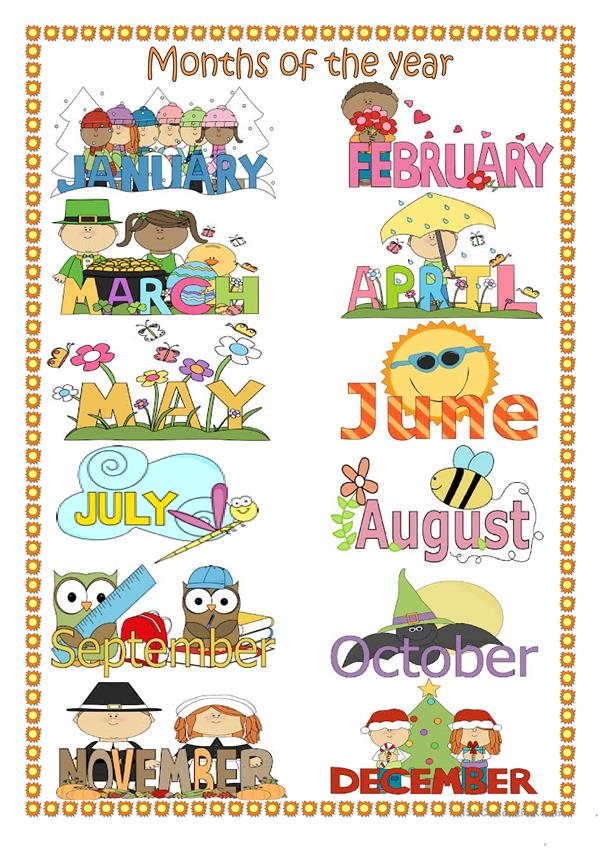 Months of the year
JANUARY
FEBRUARY
MARCH
APRIL
MAY
June
JULY
August
September
October
NOVEMBER
DECEMBER